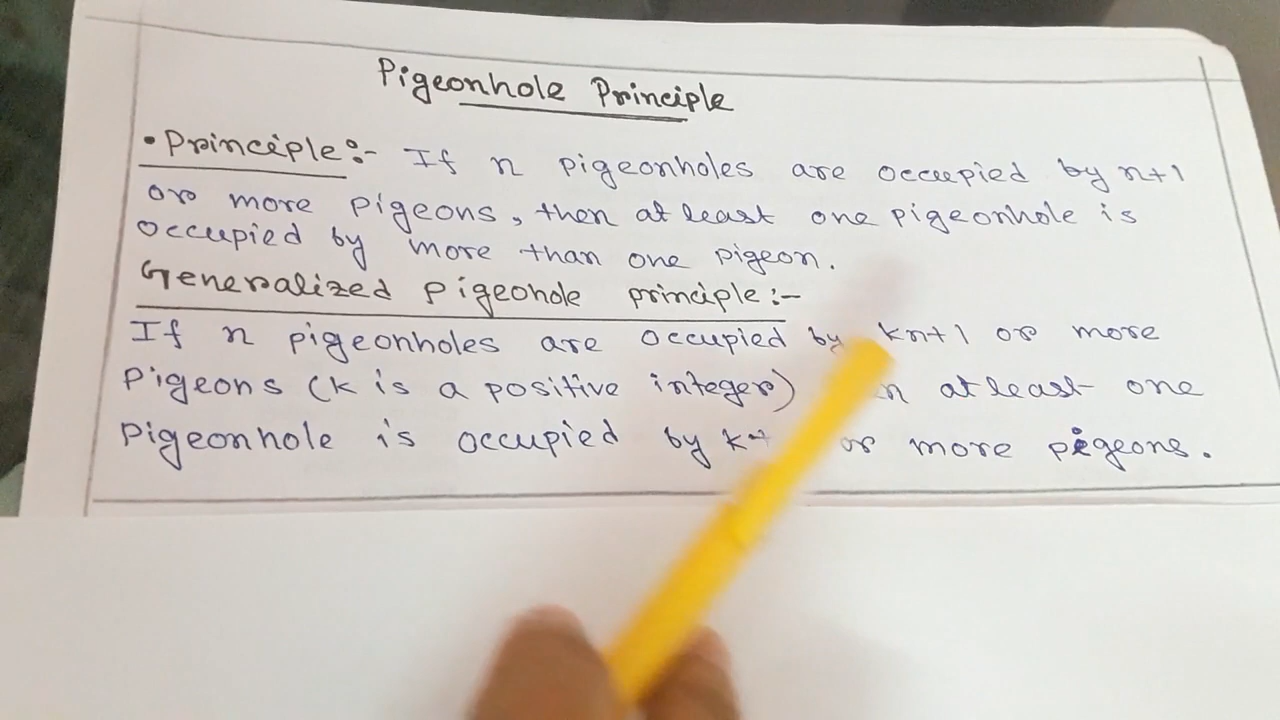 Pigeonhole Principle
• Principle:- If n pigeonholes are occupied by n+1
or more pigeons, then at least one pigeonhole is
occupied by more than one pigeon.
Generalized pigeohole principle:-
If n pigeonholes are occupied by kn+1 or more
Pigeons (k is a positive integer) at least one
Pigeonhole is occupied by or more pigeons.